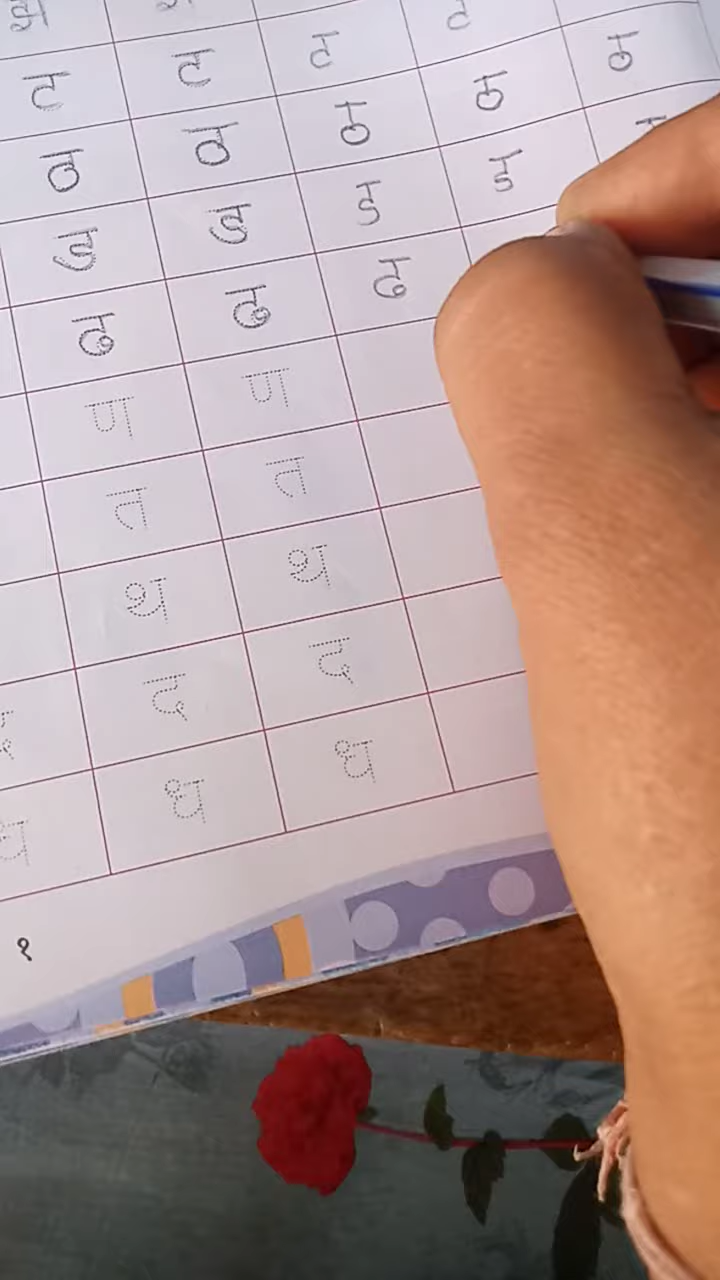 ट ट ट ट
ठ ठ ठ ठ ठ
ड ड ड ड
ढ ढ ढ
ण ण
त त
थ थ
द द
ध ध
१